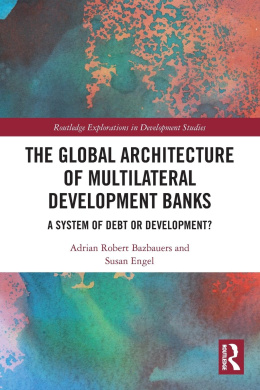 Routledge Explorations in Development Studies
THE GLOBAL ARCHITECTURE
OF MULTILATERAL
DEVELOPMENT BANKS
A SYSTEM OF DEBT OR DEVELOPMENT?
Adrian Robert Bazbauers and
Susan Engel
ROUTLEDGE